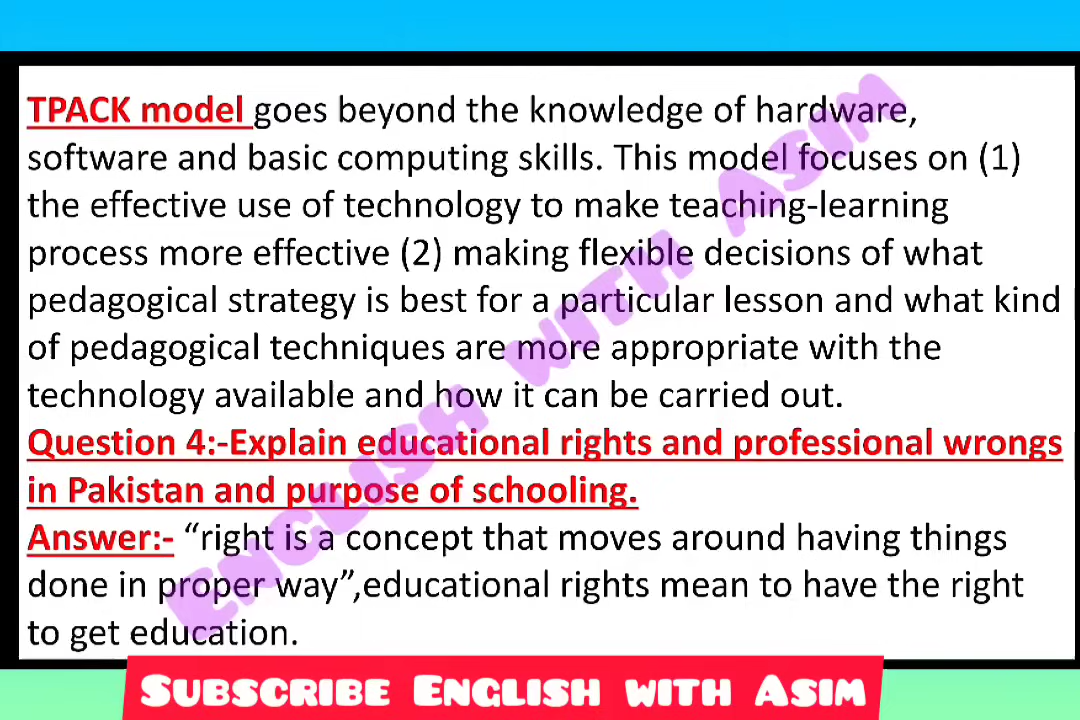 TPACK model goes beyond the knowledge of hardware,
software and basic computing skills. This model focuses on (1)
the effective use of technology to make teaching-learning
process more effective (2) making flexible decisions of what
pedagogical strategy is best for a particular lesson and what kind
of pedagogical techniques are more appropriate with the
technology available and how it can be carried out.
Question 4:-Explain educational rights and professional wrongs
in Pakistan and purpose of schooling.
Answer:- “right is a concept that moves around having things
done in proper way”,educational rights mean to have the right
to get education.
English with Asim
Subscribe English with Asim